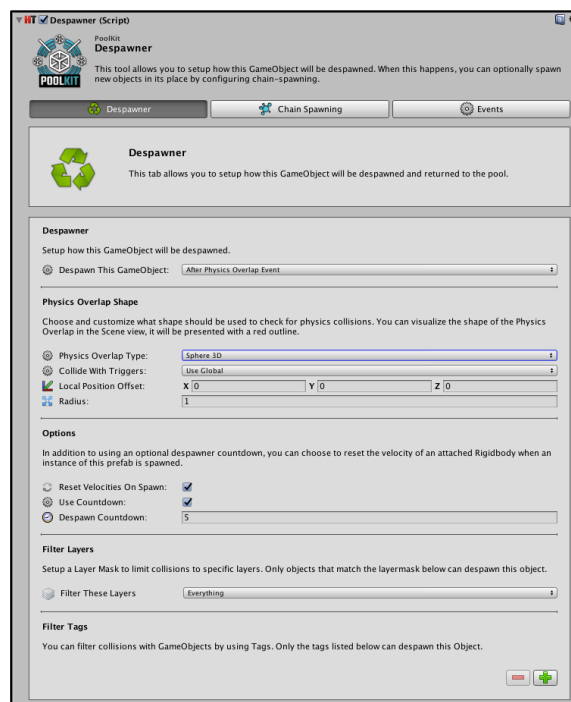 Despawner (Script)
PoolKit
Despawner
This tool allows you to setup how this GameObject will be despawned. When this happens, you can optionally spawn
new objects in its place by configuring chain-spawning.
POOLKIT
Despawner
Chain Spawning
Events
Despawner
This tab allows you to setup how this GameObject will be despawned and returned to the pool.
Despawner
Setup how this GameObject will be despawned.
Despawn This GameObject: After Physics Overlap Event
Physics Overlap Shape
Choose and customize what shape should be used to check for physics collisions. You can visualize the shape of the Physics
Overlap in the Scene view, it will be presented with a red outline.
Physics Overlap Type: Sphere 3D
Collide With Triggers: Use Global
Local Position Offset: X 0 Y 0 Z 0
Radius: 1
Options
In addition to using an optional despawner countdown, you can choose to reset the velocity of an attached Rigidbody when an
instance of this prefab is spawned.
Reset Velocities On Spawn:
Use Countdown:
Despawn Countdown: 5
Filter Layers
Setup a Layer Mask to limit collisions to specific layers. Only objects that match the layermask below can despawn this object.
Filter These Layers Everything
Filter Tags
You can filter collisions with GameObjects by using Tags. Only the tags listed below can despawn this Object.